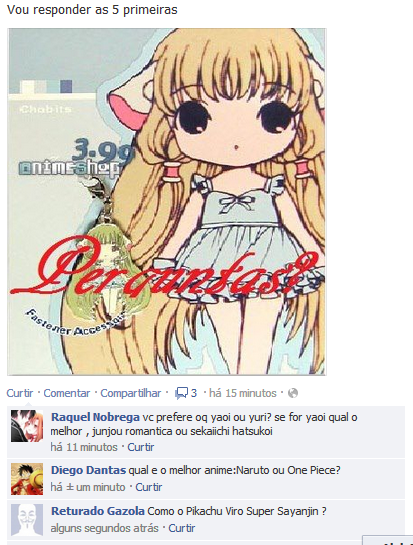 Vou responder as 5 primeiras
Chobits
3.99
animeshop
Perguntas?
Fastener Accessory
Curtir · Comentar · Compartilhar · 3 · há 15 minutos ·
Raquel Nobrega vc prefere oq yaoi ou yuri? se for yaoi qual o
melhor , junjou romantica ou sekaiichi hatsukoi
há 11 minutos · Curtir
Diego Dantas qual e o melhor anime:Naruto ou One Piece?
há ± um minuto · Curtir
Returado Gazola Como o Pikachu Viro Super Sayanjin ?
alguns segundos atrás · Curtir